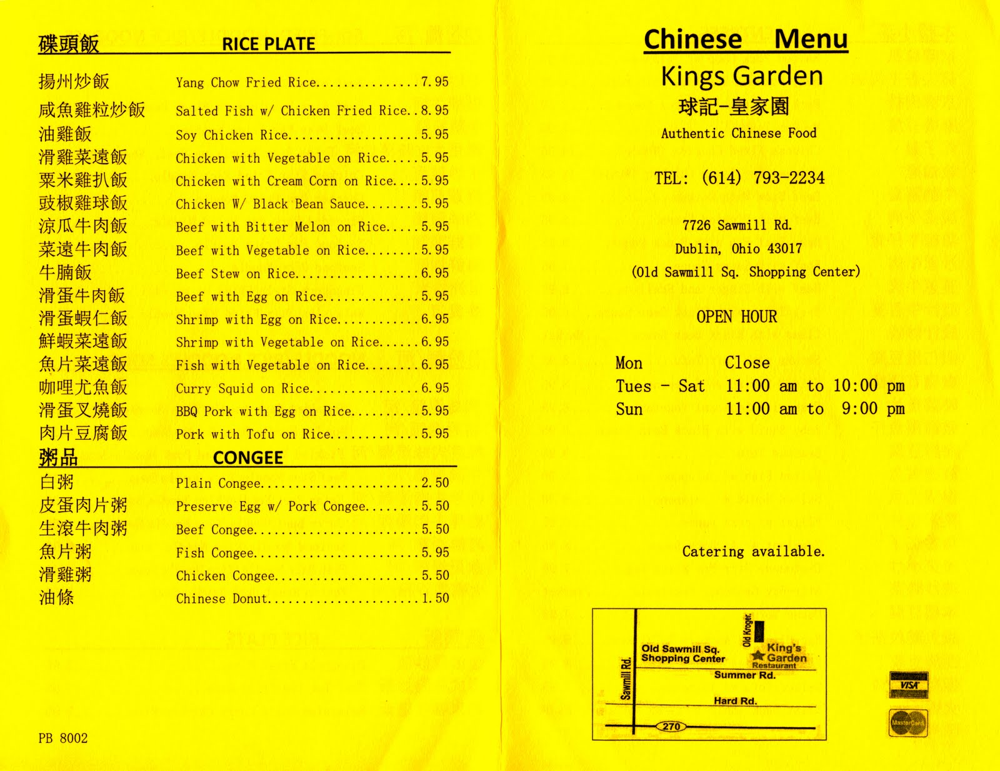 碟頭飯 RICE PLATE
揚州炒飯 Yang Chow Fried Rice...............7.95
咸魚雞粒炒飯 Salted Fish w/ Chicken Fried Rice..8.95
油雞飯 Soy Chicken Rice...................5.95
滑雞菜遠飯 Chicken with Vegetable on Rice.....5.95
粟米雞扒飯 Chicken with Cream Corn on Rice....5.95
豉椒雞球飯 Chicken W/ Black Bean Sauce........5.95
涼瓜牛肉飯 Beef with Bitter Melon on Rice.....5.95
菜遠牛肉飯 Beef with Vegetable on Rice........5.95
牛腩飯 Beef Stew on Rice..................6.95
滑蛋牛肉飯 Beef with Egg on Rice..............5.95
滑蛋蝦仁飯 Shrimp with Egg on Rice............6.95
鮮蝦菜遠飯 Shrimp with Vegetable on Rice......6.95
魚片菜遠飯 Fish with Vegetable on Rice........6.95
咖哩尤魚飯 Curry Squid on Rice................6.95
滑蛋叉燒飯 BBQ Pork with Egg on Rice..........5.95
肉片豆腐飯 Pork with Tofu on Rice.............5.95
粥品 CONGEE
白粥 Plain Congee.......................2.50
皮蛋肉片粥 Preserve Egg w/ Pork Congee........5.50
生滾牛肉粥 Beef Congee........................5.50
魚片粥 Fish Congee........................5.95
滑雞粥 Chicken Congee.....................5.50
油條 Chinese Donut......................1.50
PB 8002
Chinese Menu
Kings Garden
球記-皇家園
Authentic Chinese Food
TEL: (614) 793-2234
7726 Sawmill Rd.
Dublin, Ohio 43017
(Old Sawmill Sq. Shopping Center)
OPEN HOUR
Mon Close
Tues - Sat 11:00 am to 10:00 pm
Sun 11:00 am to 9:00 pm
Catering available.
Old Kroger.
Old Sawmill Sq.
Shopping Center
King's
Garden
Restaurant
Sawmill Rd.
Summer Rd.
Hard Rd.
270
VISA
MasterCard